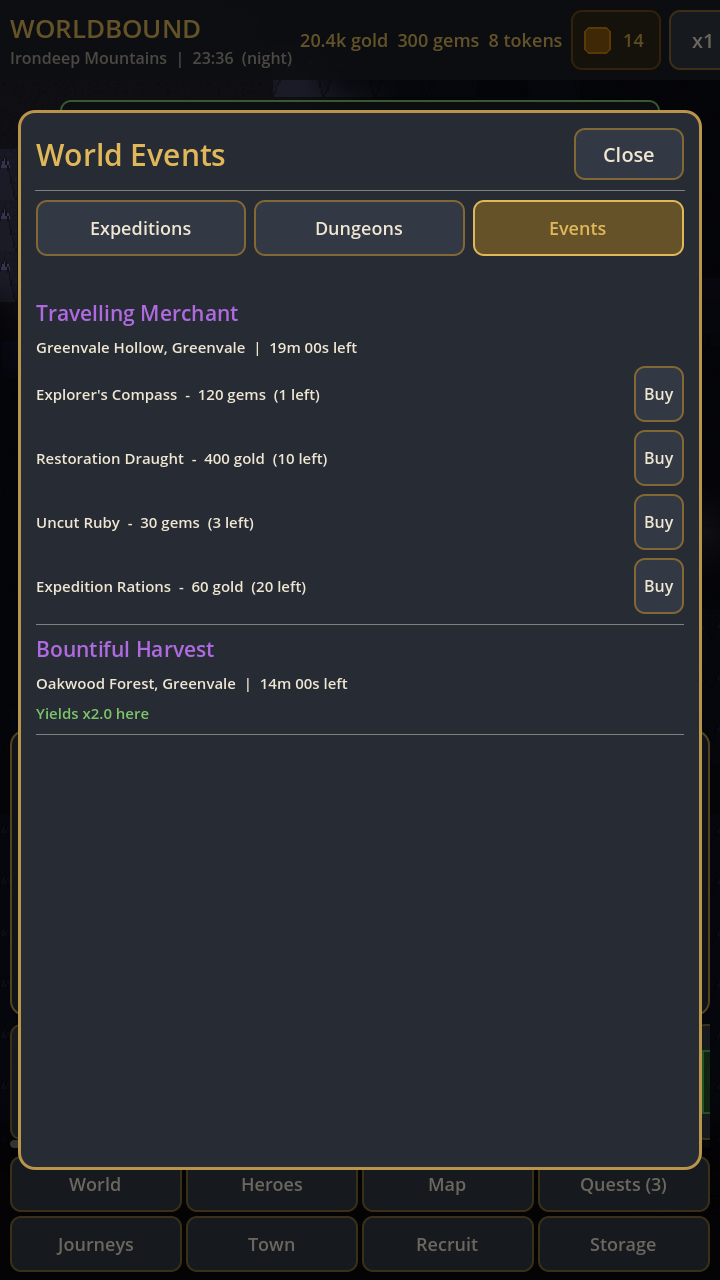 WORLDBOUND
Irondeep Mountains | 23:36 (night)
20.4k gold 300 gems 8 tokens
14
x1
World Events
Close
Expeditions
Dungeons
Events
Travelling Merchant
Greenvale Hollow, Greenvale | 19m 00s left
Explorer's Compass - 120 gems (1 left)
Buy
Restoration Draught - 400 gold (10 left)
Buy
Uncut Ruby - 30 gems (3 left)
Buy
Expedition Rations - 60 gold (20 left)
Buy
Bountiful Harvest
Oakwood Forest, Greenvale | 14m 00s left
Yields x2.0 here
World
Heroes
Map
Quests (3)
Journeys
Town
Recruit
Storage